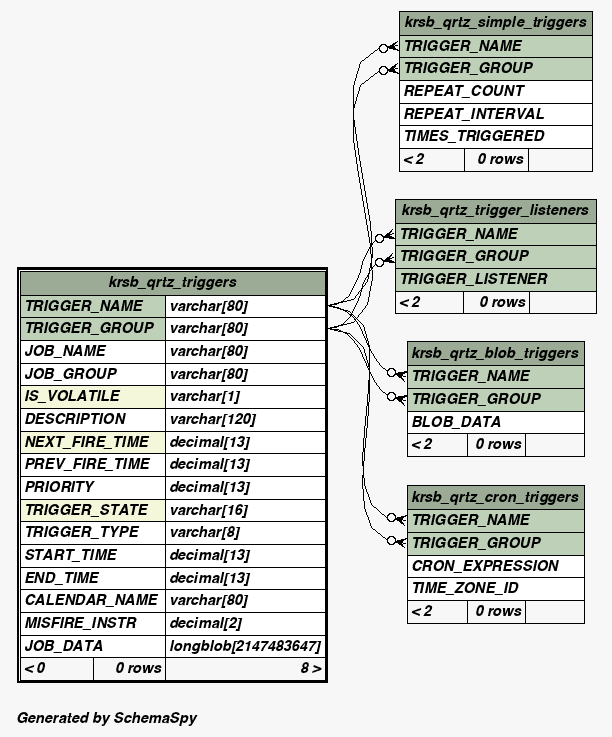 krsb_qrtz_simple_triggers
TRIGGER_NAME
TRIGGER_GROUP
REPEAT_COUNT
REPEAT_INTERVAL
TIMES_TRIGGERED
< 2 0 rows
krsb_qrtz_trigger_listeners
TRIGGER_NAME
TRIGGER_GROUP
TRIGGER_LISTENER
< 2 0 rows
krsb_qrtz_triggers
TRIGGER_NAME varchar[80]
TRIGGER_GROUP varchar[80]
JOB_NAME varchar[80]
JOB_GROUP varchar[80]
IS_VOLATILE varchar[1]
DESCRIPTION varchar[120]
NEXT_FIRE_TIME decimal[13]
PREV_FIRE_TIME decimal[13]
PRIORITY decimal[13]
TRIGGER_STATE varchar[16]
TRIGGER_TYPE varchar[8]
START_TIME decimal[13]
END_TIME decimal[13]
CALENDAR_NAME varchar[80]
MISFIRE_INSTR decimal[2]
JOB_DATA longblob[2147483647]
< 0 0 rows 8 >
krsb_qrtz_blob_triggers
TRIGGER_NAME
TRIGGER_GROUP
BLOB_DATA
< 2 0 rows
krsb_qrtz_cron_triggers
TRIGGER_NAME
TRIGGER_GROUP
CRON_EXPRESSION
TIME_ZONE_ID
< 2 0 rows
Generated by SchemaSpy